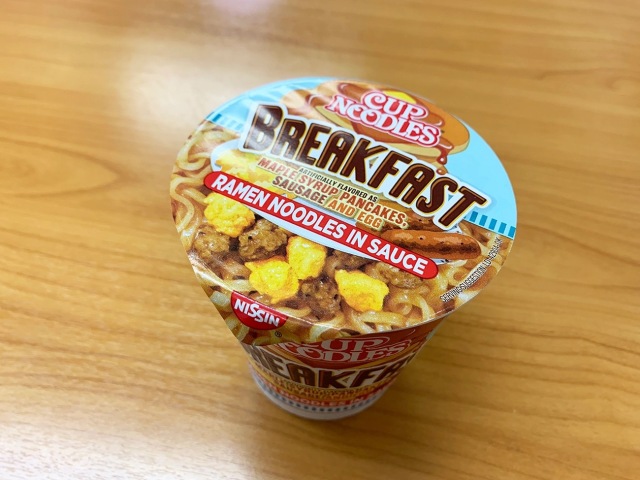 CUP
NOODLES
BREAKFAST
ARTIFICIALLY FLAVORED AS
MAPLE SYRUP, PANCAKES,
SAUSAGE AND EGG
RAMEN NOODLES IN SAUCE
NISSIN
CUP
NOODLES
BREAKFAST